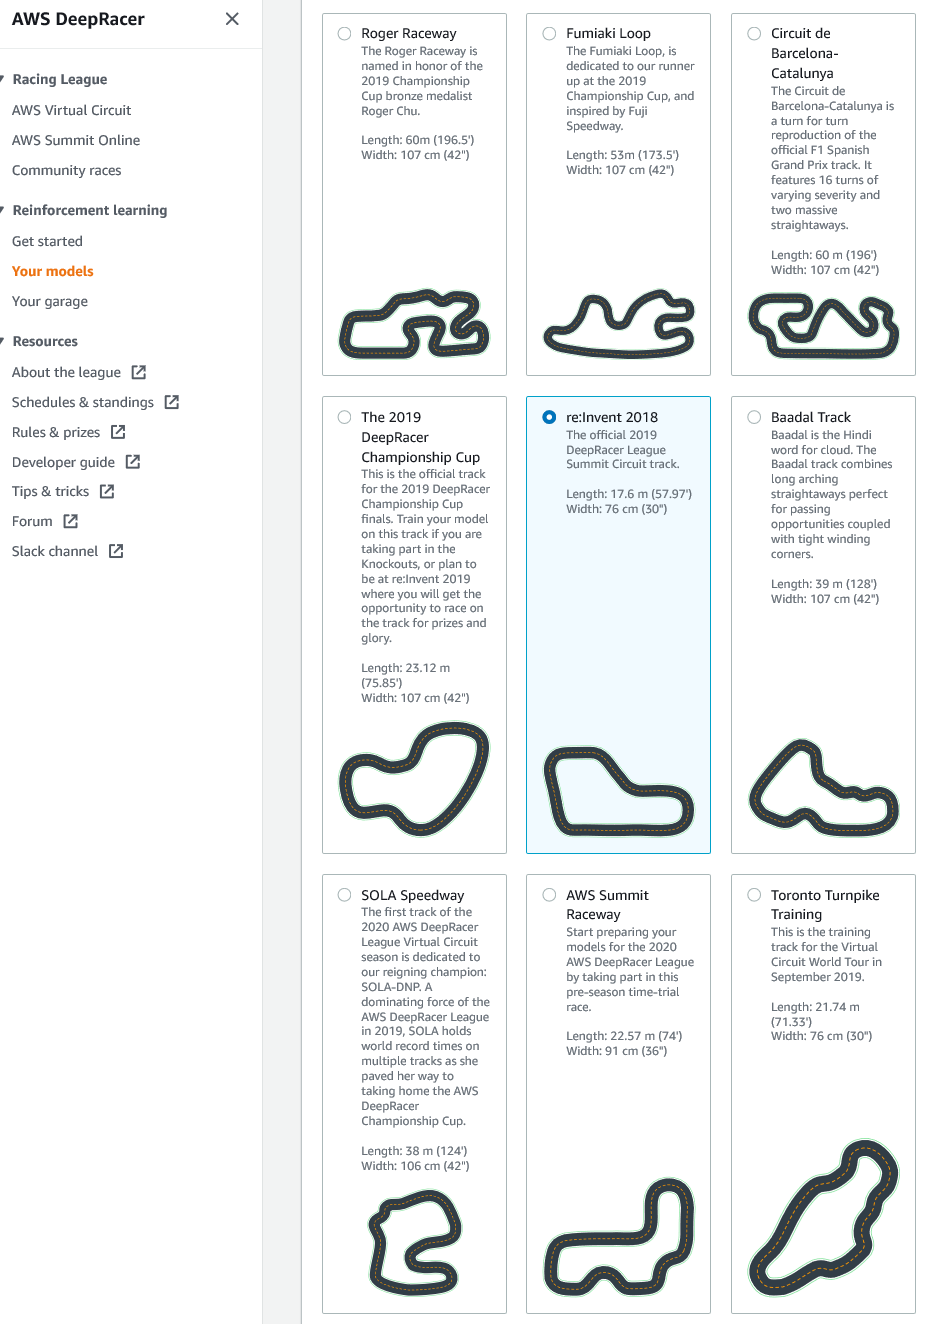 AWS DeepRacer
Racing League
AWS Virtual Circuit
AWS Summit Online
Community races
Reinforcement learning
Get started
Your models
Your garage
Resources
About the league
Schedules & standings
Rules & prizes
Developer guide
Tips & tricks
Forum
Slack channel
Roger Raceway
The Roger Raceway is
named in honor of the
2019 Championship
Cup bronze medalist
Roger Chu.
Length: 60m (196.5')
Width: 107 cm (42")
Fumiaki Loop
The Fumiaki Loop, is
dedicated to our runner
up at the 2019
Championship Cup, and
inspired by Fuji
Speedway.
Length: 53m (173.5')
Width: 107 cm (42")
Circuit de
Barcelona-
Catalunya
The Circuit de
Barcelona-Catalunya is
a turn for turn
reproduction of the
official F1 Spanish
Grand Prix track. It
features 16 turns of
varying severity and
two massive
straightaways.
Length: 60 m (196')
Width: 107 cm (42")
The 2019
DeepRacer
Championship Cup
This is the official track
for the 2019 DeepRacer
Championship Cup
finals. Train your model
on this track if you are
taking part in the
Knockouts, or plan to
be at re:Invent 2019
where you will get the
opportunity to race on
the track for prizes and
glory.
Length: 23.12 m
(75.85')
Width: 107 cm (42")
re:Invent 2018
The official 2019
DeepRacer League
Summit Circuit track.
Length: 17.6 m (57.97')
Width: 76 cm (30")
Baadal Track
Baadal is the Hindi
word for cloud. The
Baadal track combines
long arching
straightaways perfect
for passing
opportunities coupled
with tight winding
corners.
Length: 39 m (128')
Width: 107 cm (42")
SOLA Speedway
The first track of the
2020 AWS DeepRacer
League Virtual Circuit
season is dedicated to
our reigning champion:
SOLA-DNP. A
dominating force of the
AWS DeepRacer League
in 2019, SOLA holds
world record times on
multiple tracks as she
paved her way to
taking home the AWS
DeepRacer
Championship Cup.
Length: 38 m (124')
Width: 106 cm (42")
AWS Summit
Raceway
Start preparing your
models for the 2020
AWS DeepRacer League
by taking part in this
pre-season time-trial
race.
Length: 22.57 m (74')
Width: 91 cm (36")
Toronto Turnpike
Training
This is the training
track for the Virtual
Circuit World Tour in
September 2019.
Length: 21.74 m
(71.33')
Width: 76 cm (30")